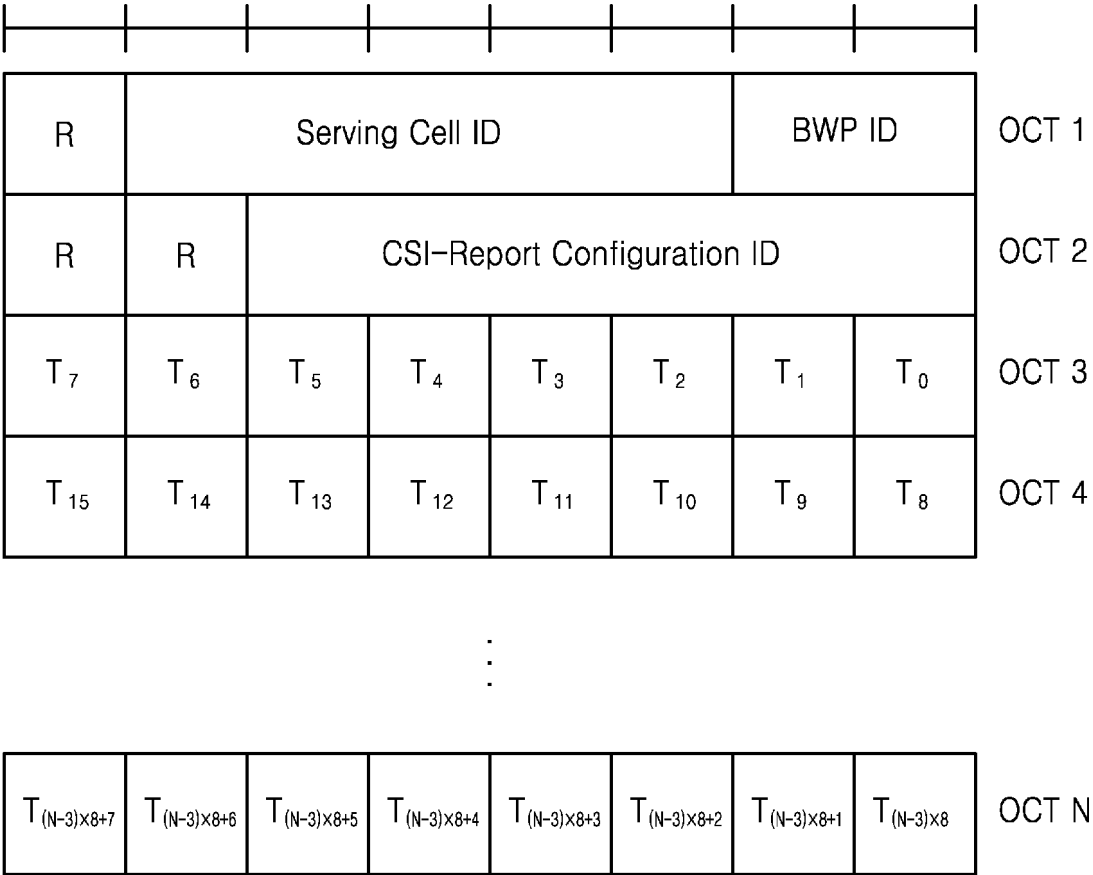 R Serving Cell ID BWP ID OCT 1
R R CSI-Report Configuration ID OCT 2
T7 T6 T5 T4 T3 T2 T1 T0 OCT 3
T15 T14 T13 T12 T11 T10 T9 T8 OCT 4
T(N-3)×8+7 T(N-3)×8+6 T(N-3)×8+5 T(N-3)×8+4 T(N-3)×8+3 T(N-3)×8+2 T(N-3)×8+1 T(N-3)×8 OCT N